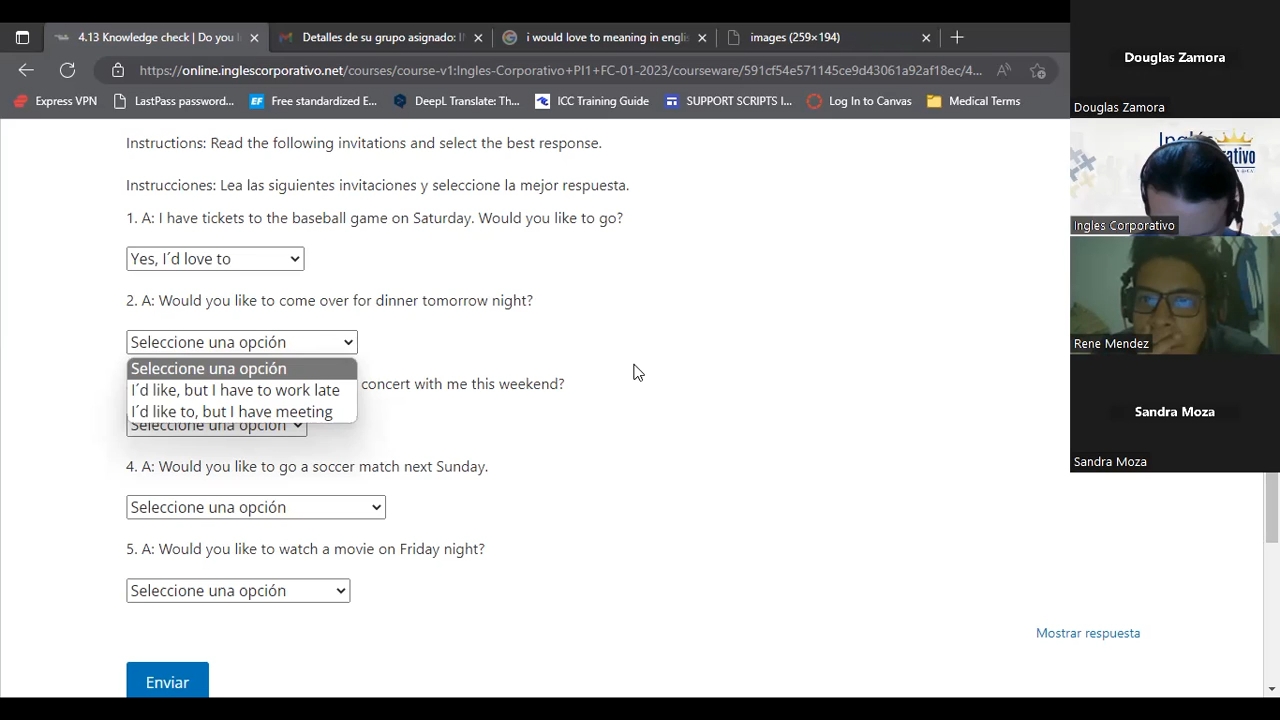 4.13 Knowledge check | Do you l
Detalles de su grupo asignado: II
i would love to meaning in englis
images (259×194)
https://online.inglescorporativo.net/courses/course-v1:Ingles-Corporativo+PI1+FC-01-2023/courseware/591cf54e571145ce9d43061a92af18ec/4...
Express VPN
LastPass password...
Free standardized E...
DeepL Translate: Th...
ICC Training Guide
SUPPORT SCRIPTS I...
Log In to Canvas
Medical Terms
Instructions: Read the following invitations and select the best response.
Instrucciones: Lea las siguientes invitaciones y seleccione la mejor respuesta.
1. A: I have tickets to the baseball game on Saturday. Would you like to go?
Yes, I´d love to
2. A: Would you like to come over for dinner tomorrow night?
Seleccione una opción
Seleccione una opción
I´d like, but I have to work late
I´d like to, but I have meeting
concert with me this weekend?
Seleccione una opción
4. A: Would you like to go a soccer match next Sunday.
Seleccione una opción
5. A: Would you like to watch a movie on Friday night?
Seleccione una opción
Mostrar respuesta
Enviar
Douglas Zamora
Douglas Zamora
Ingles Corporativo
Rene Mendez
Sandra Moza
Sandra Moza